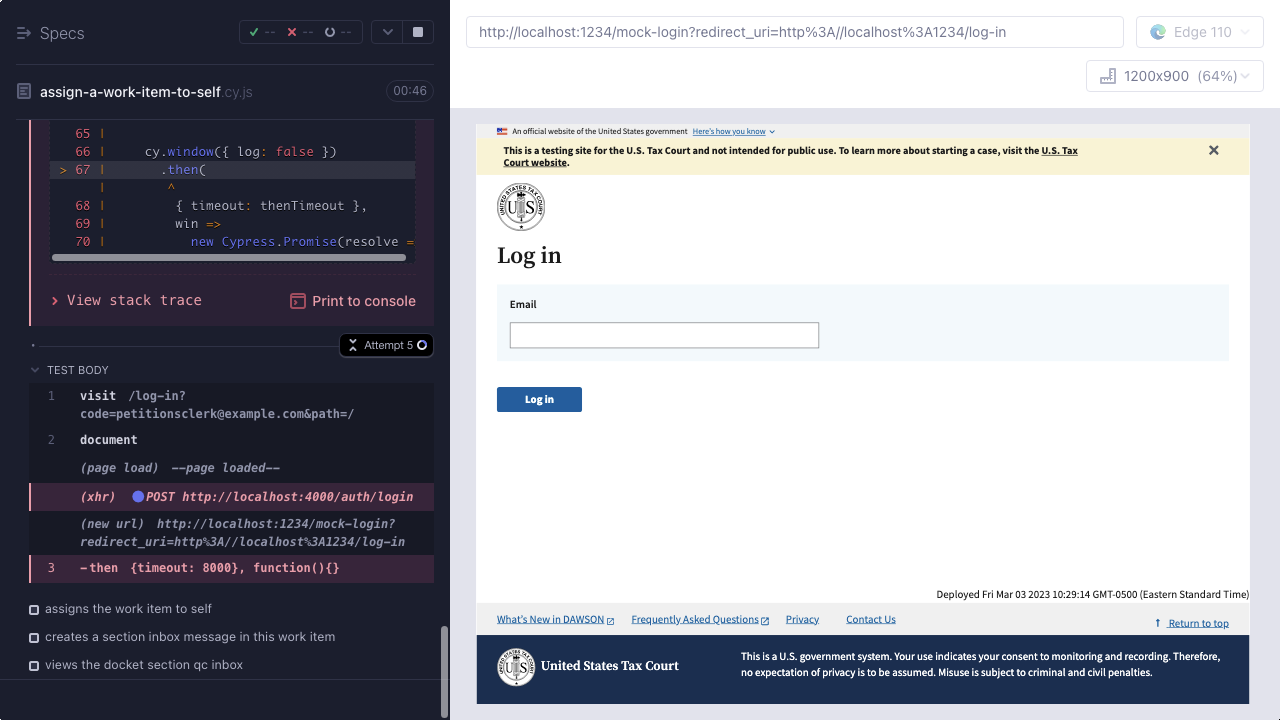 Specs
-- -- --
assign-a-work-item-to-self.cy.js 00:46
65 |
66 | cy.window({ log: false })
> 67 | .then(
| ^
68 | { timeout: thenTimeout },
69 | win =>
70 | new Cypress.Promise(resolve =
View stack trace
Print to console
Attempt 5
TEST BODY
1 visit /log-in?
code=petitionsclerk@example.com&path=/
2 document
(page load) --page loaded--
(xhr) POST http://localhost:4000/auth/login
(new url) http://localhost:1234/mock-login?
redirect_uri=http%3A//localhost%3A1234/log-in
3 -then {timeout: 8000}, function(){}
assigns the work item to self
creates a section inbox message in this work item
views the docket section qc inbox
http://localhost:1234/mock-login?redirect_uri=http%3A//localhost%3A1234/log-in
Edge 110
1200x900 (64%)
An official website of the United States government Here's how you know
This is a testing site for the U.S. Tax Court and not intended for public use. To learn more about starting a case, visit the U.S. Tax
Court website.
UNITED STATES TAX COURT
US
Log in
Email
Log in
Deployed Fri Mar 03 2023 10:29:14 GMT-0500 (Eastern Standard Time)
What's New in DAWSON Frequently Asked Questions Privacy Contact Us
Return to top
US
United States Tax Court
This is a U.S. government system. Your use indicates your consent to monitoring and recording. Therefore,
no expectation of privacy is to be assumed. Misuse is subject to criminal and civil penalties.